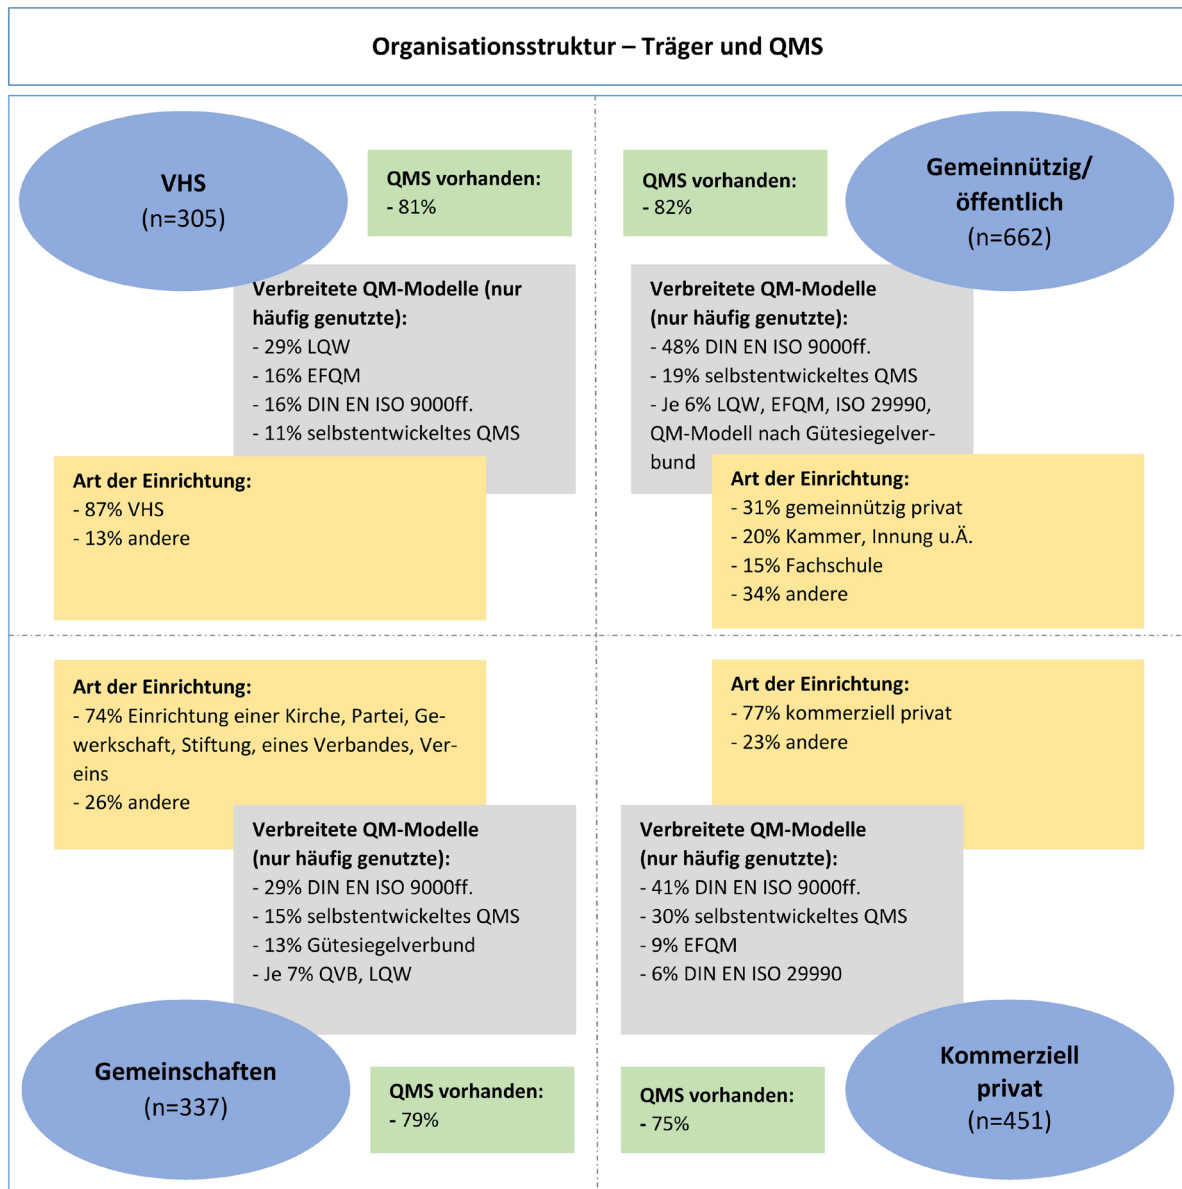 Organisationsstruktur – Träger und QMS
VHS
(n=305)
QMS vorhanden:
- 81%
Verbreitete QM-Modelle (nur
häufig genutzte):
- 29% LQW
- 16% EFQM
- 16% DIN EN ISO 9000ff.
- 11% selbstentwickeltes QMS
Art der Einrichtung:
- 87% VHS
- 13% andere
QMS vorhanden:
- 82%
Gemeinnützig/
öffentlich
(n=662)
Verbreitete QM-Modelle
(nur häufig genutzte):
- 48% DIN EN ISO 9000ff.
- 19% selbstentwickeltes QMS
- Je 6% LQW, EFQM, ISO 29990,
QM-Modell nach Gütesiegelver-
bund
Art der Einrichtung:
- 31% gemeinnützig privat
- 20% Kammer, Innung u.Ä.
- 15% Fachschule
- 34% andere
Art der Einrichtung:
- 74% Einrichtung einer Kirche, Partei, Ge-
werkschaft, Stiftung, eines Verbandes, Ver-
eins
- 26% andere
Verbreitete QM-Modelle
(nur häufig genutzte):
- 29% DIN EN ISO 9000ff.
- 15% selbstentwickeltes QMS
- 13% Gütesiegelverbund
- Je 7% QVB, LQW
Gemeinschaften
(n=337)
QMS vorhanden:
- 79%
Art der Einrichtung:
- 77% kommerziell privat
- 23% andere
Verbreitete QM-Modelle
(nur häufig genutzte):
- 41% DIN EN ISO 9000ff.
- 30% selbstentwickeltes QMS
- 9% EFQM
- 6% DIN EN ISO 29990
QMS vorhanden:
- 75%
Kommerziell
privat
(n=451)